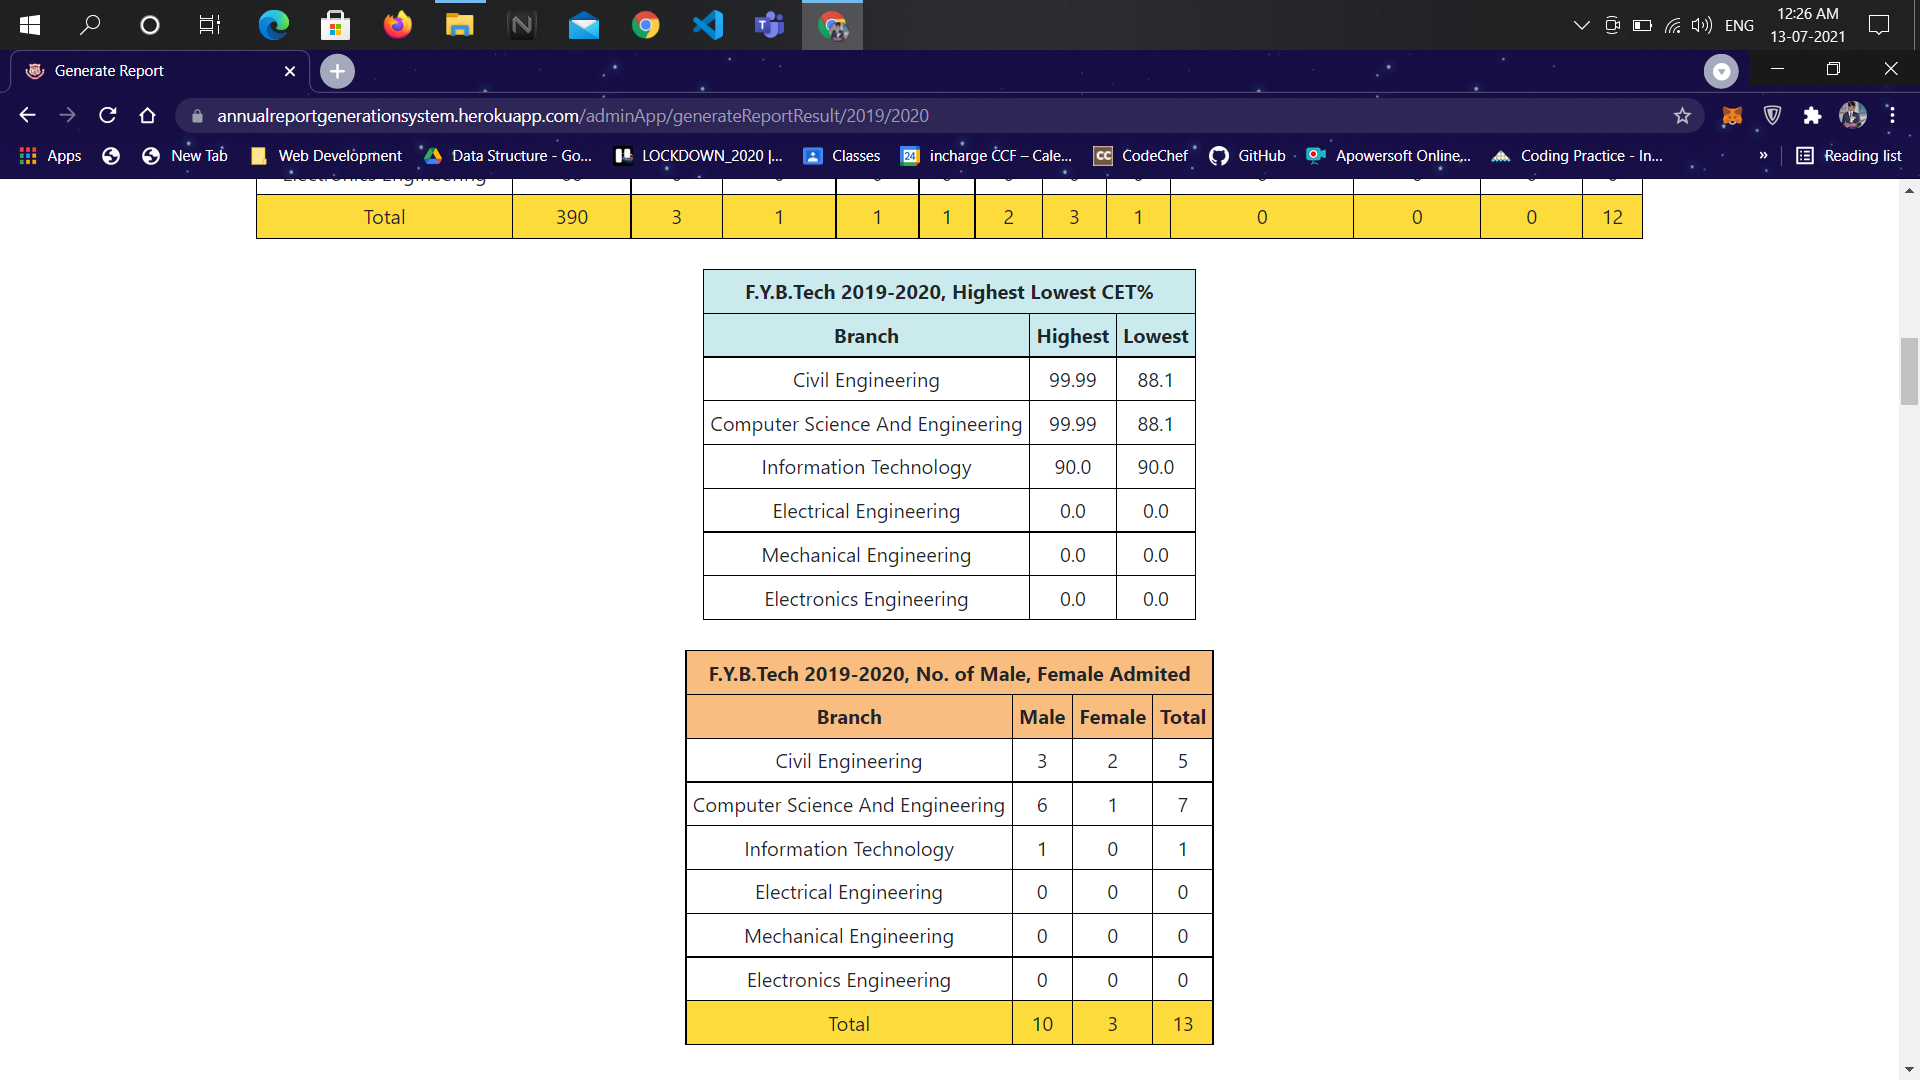 12:26 AM
ENG
13-07-2021
Generate Report
annualreportgenerationsystem.herokuapp.com/adminApp/generateReportResult/2019/2020
Apps New Tab Web Development Data Structure - Go... LOCKDOWN_2020 |... Classes 24 incharge CCF – Cale... CC CodeChef GitHub Apowersoft Online,... Coding Practice - In... » Reading list
Total 390 3 1 1 1 2 3 1 0 0 0 12
F.Y.B.Tech 2019-2020, Highest Lowest CET%
Branch Highest Lowest
Civil Engineering 99.99 88.1
Computer Science And Engineering 99.99 88.1
Information Technology 90.0 90.0
Electrical Engineering 0.0 0.0
Mechanical Engineering 0.0 0.0
Electronics Engineering 0.0 0.0
F.Y.B.Tech 2019-2020, No. of Male, Female Admited
Branch Male Female Total
Civil Engineering 3 2 5
Computer Science And Engineering 6 1 7
Information Technology 1 0 1
Electrical Engineering 0 0 0
Mechanical Engineering 0 0 0
Electronics Engineering 0 0 0
Total 10 3 13